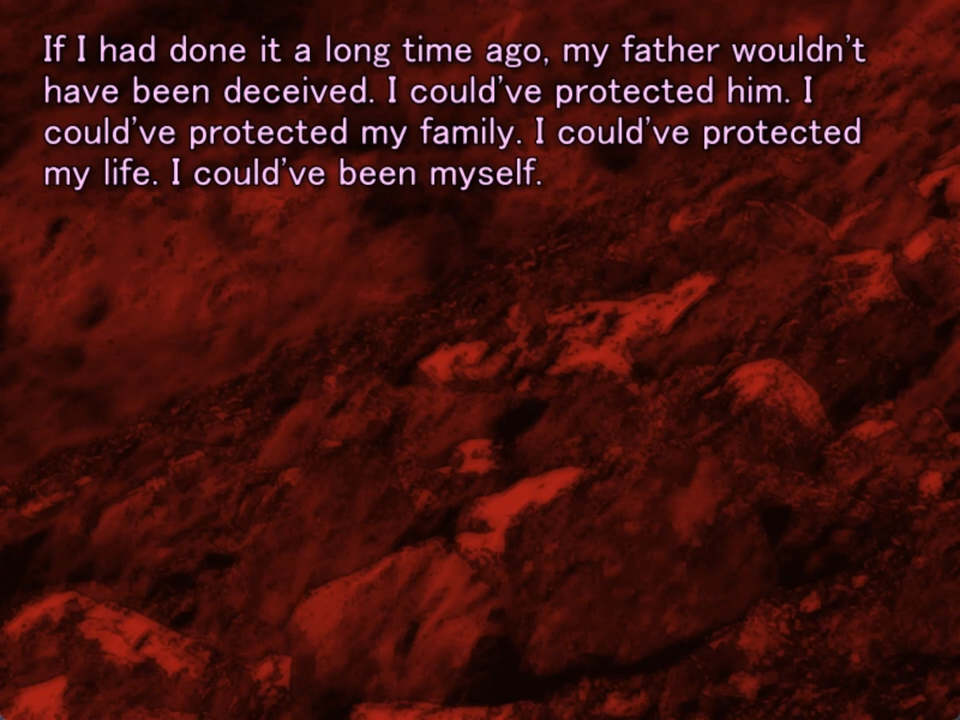 If I had done it a long time ago, my father wouldn't
have been deceived. I could've protected him. I
could've protected my family. I could've protected
my life. I could've been myself.